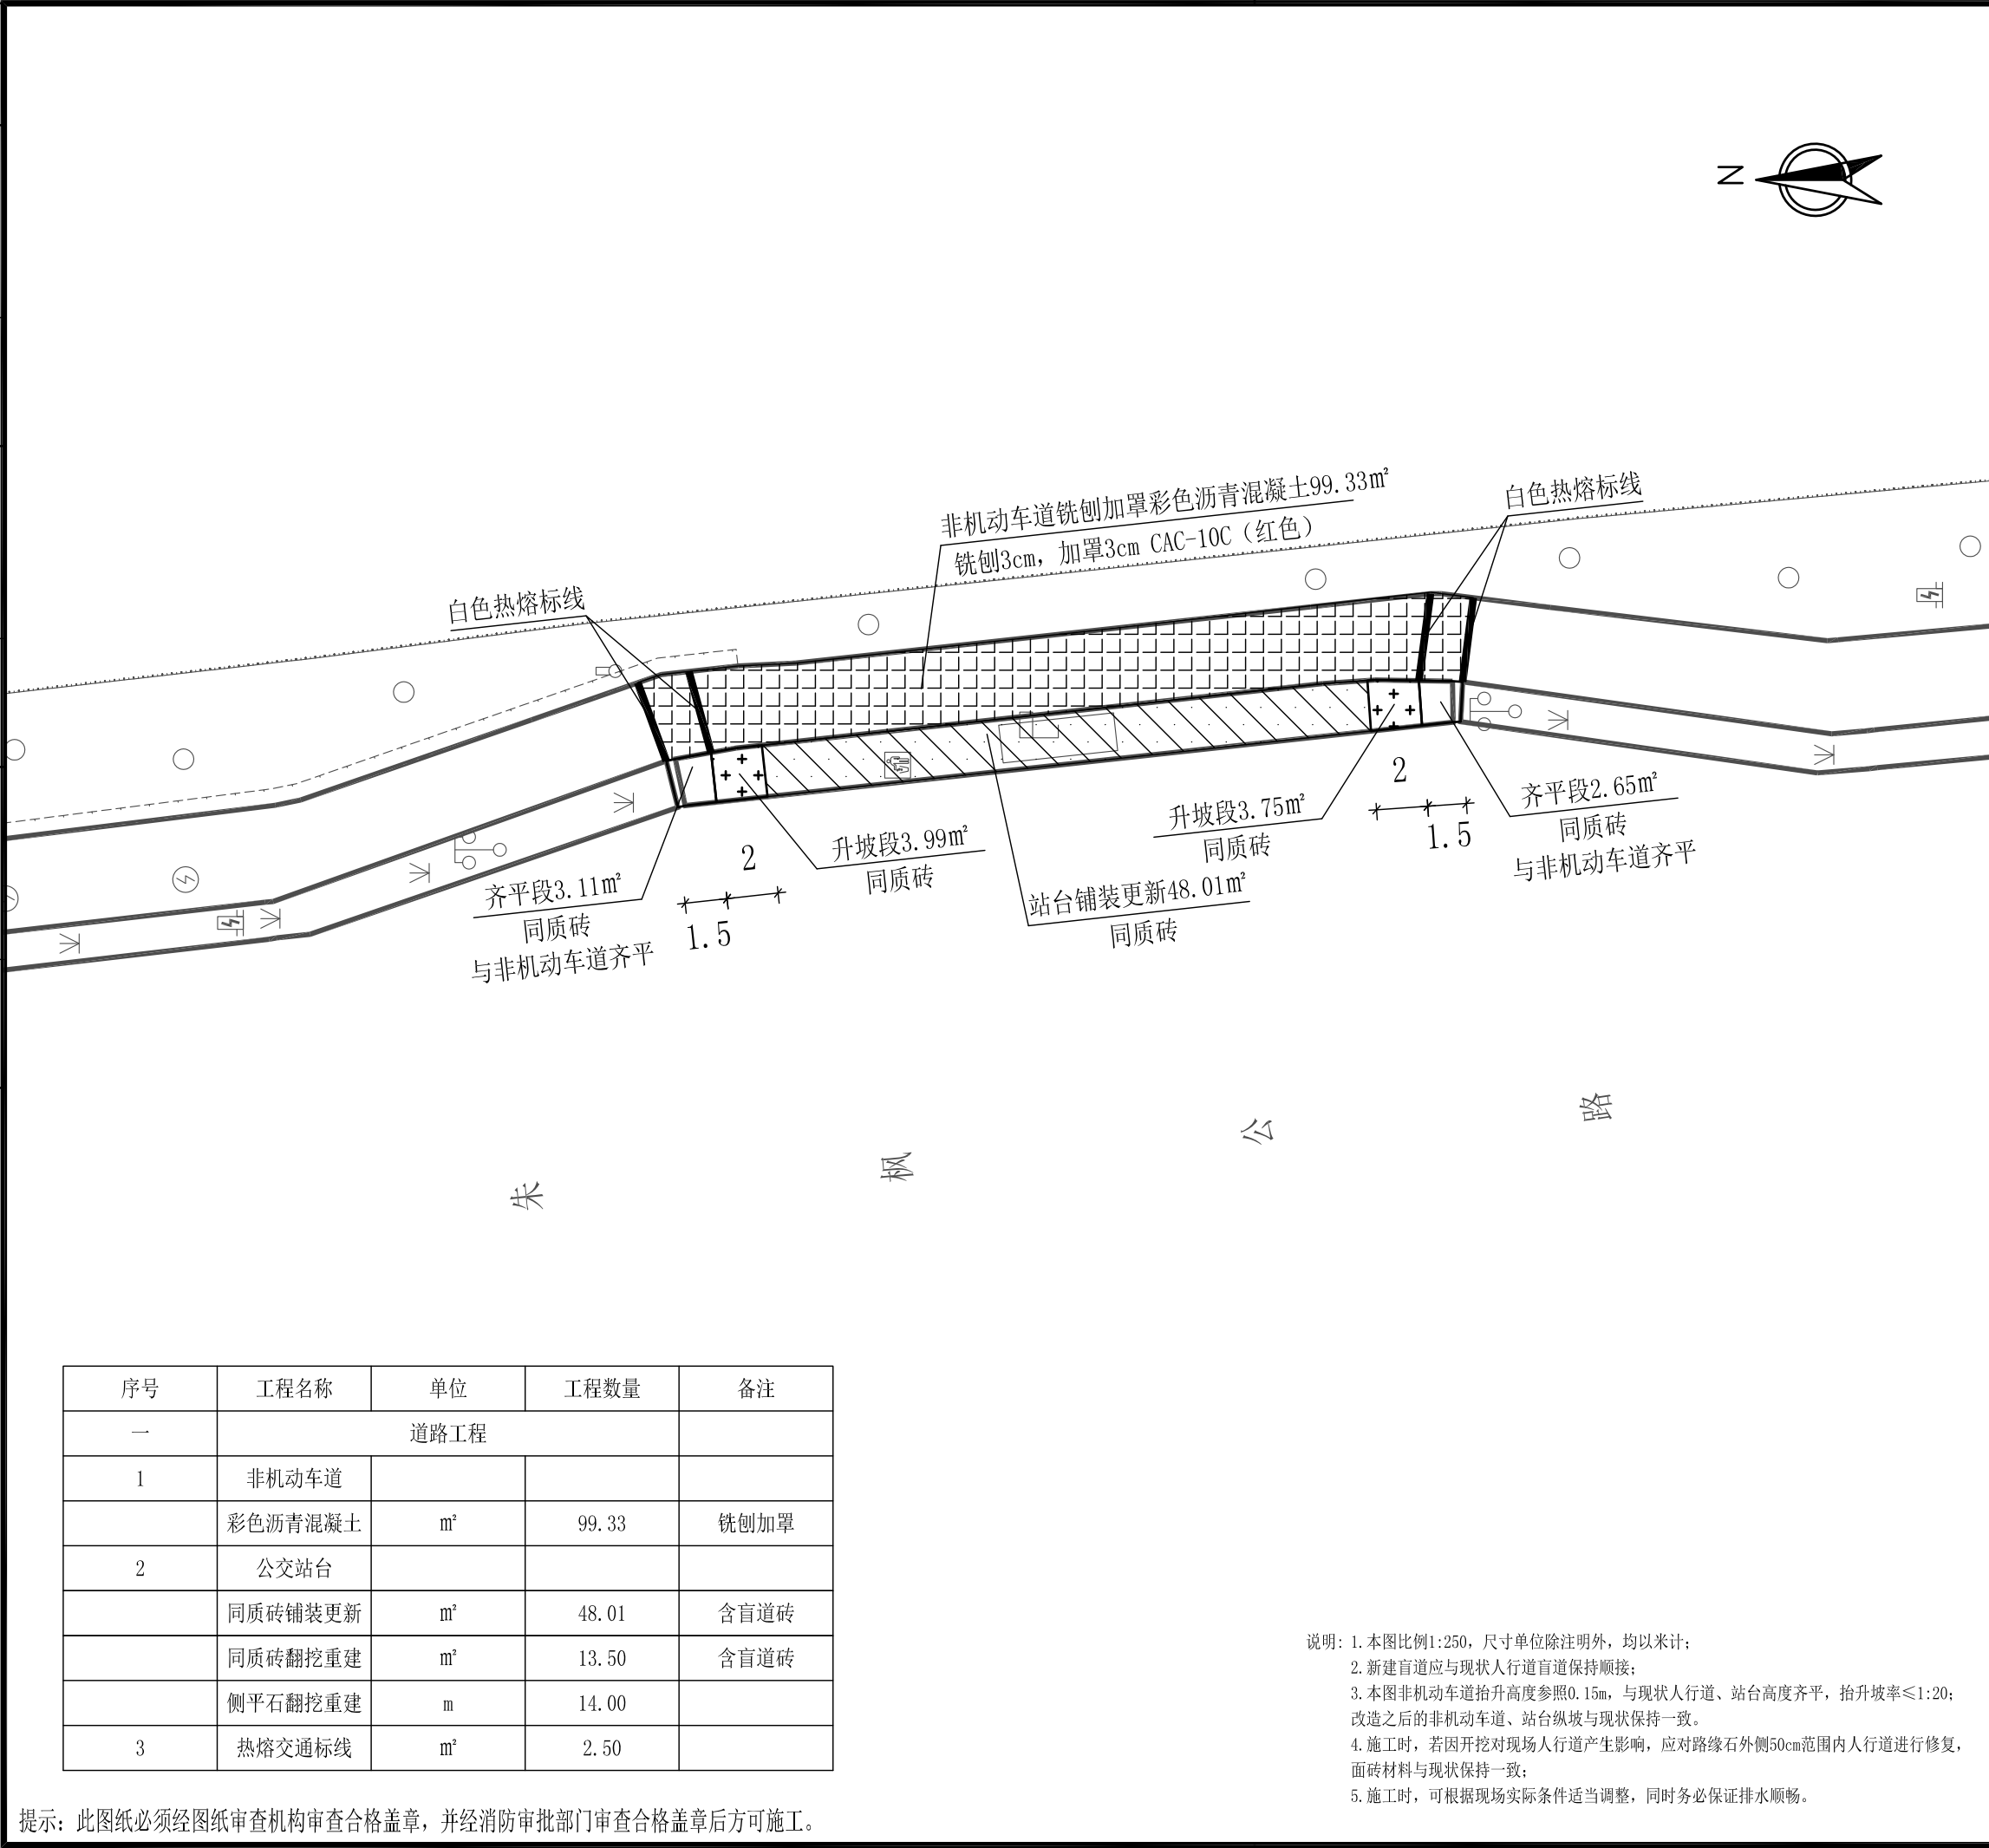 N
非机动车道铣刨加罩彩色沥青混凝土99.33㎡
铣刨3cm，加罩3cm CAC-10C（红色）
白色热熔标线
白色热熔标线
升坡段3.99㎡
同质砖
齐平段3.11㎡
同质砖
与非机动车道齐平
2
1.5
站台铺装更新48.01㎡
同质砖
升坡段3.75㎡
同质砖
2
1.5
齐平段2.65㎡
同质砖
与非机动车道齐平
朱 枫 公 路
序号 工程名称 单位 工程数量 备注
一 道路工程
1 非机动车道
彩色沥青混凝土 ㎡ 99.33 铣刨加罩
2 公交站台
同质砖铺装更新 ㎡ 48.01 含盲道砖
同质砖翻挖重建 ㎡ 13.50 含盲道砖
侧平石翻挖重建 m 14.00
3 热熔交通标线 ㎡ 2.50
说明: 1.本图比例1:250，尺寸单位除注明外，均以米计；
2.新建盲道应与现状人行道盲道保持顺接；
3.本图非机动车道抬升高度参照0.15m，与现状人行道、站台高度齐平，抬升坡率≤1:20；
改造之后的非机动车道、站台纵坡与现状保持一致。
4.施工时，若因开挖对现场人行道产生影响，应对路缘石外侧50cm范围内人行道进行修复，
面砖材料与现状保持一致；
5.施工时，可根据现场实际条件适当调整，同时务必保证排水顺畅。
提示：此图纸必须经图纸审查机构审查合格盖章，并经消防审批部门审查合格盖章后方可施工。